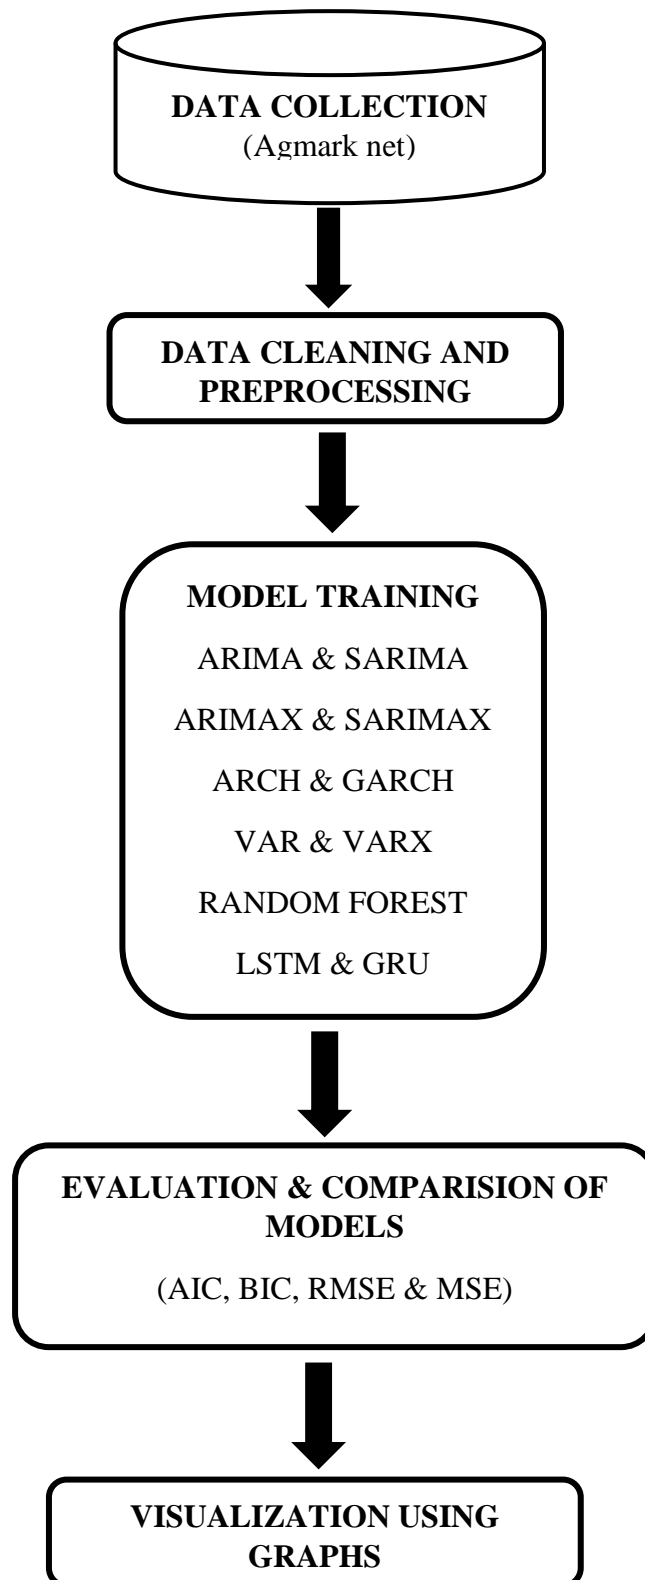 DATA COLLECTION
(Agmark net)
DATA CLEANING AND
PREPROCESSING
MODEL TRAINING
ARIMA & SARIMA
ARIMAX & SARIMAX
ARCH & GARCH
VAR & VARX
RANDOM FOREST
LSTM & GRU
EVALUATION & COMPARISION OF
MODELS
(AIC, BIC, RMSE & MSE)
VISUALIZATION USING
GRAPHS